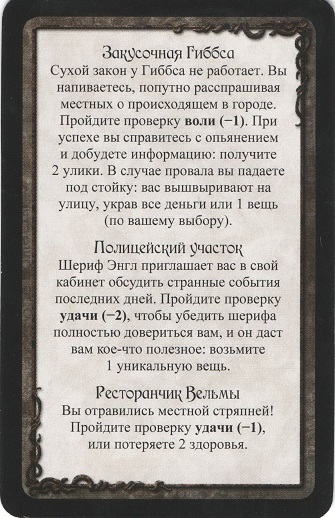 Закусочная Гиббса
Сухой закон у Гиббса не работает. Вы
напиваетесь, попутно расспрашивая
местных о происходящем в городе.
Пройдите проверку воли (−1). При
успехе вы справитесь с опьянением
и добудете информацию: получите
2 улики. В случае провала вы падаете
под стойку: вас вышвыривают на
улицу, украв все деньги или 1 вещь
(по вашему выбору).
Полицейский участок
Шериф Энгл приглашает вас в свой
кабинет обсудить странные события
последних дней. Пройдите проверку
удачи (−2), чтобы убедить шерифа
полностью довериться вам, и он даст
вам кое-что полезное: возьмите
1 уникальную вещь.
Ресторанчик Вельмы
Вы отравились местной стряпней!
Пройдите проверку удачи (−1),
или потеряете 2 здоровья.